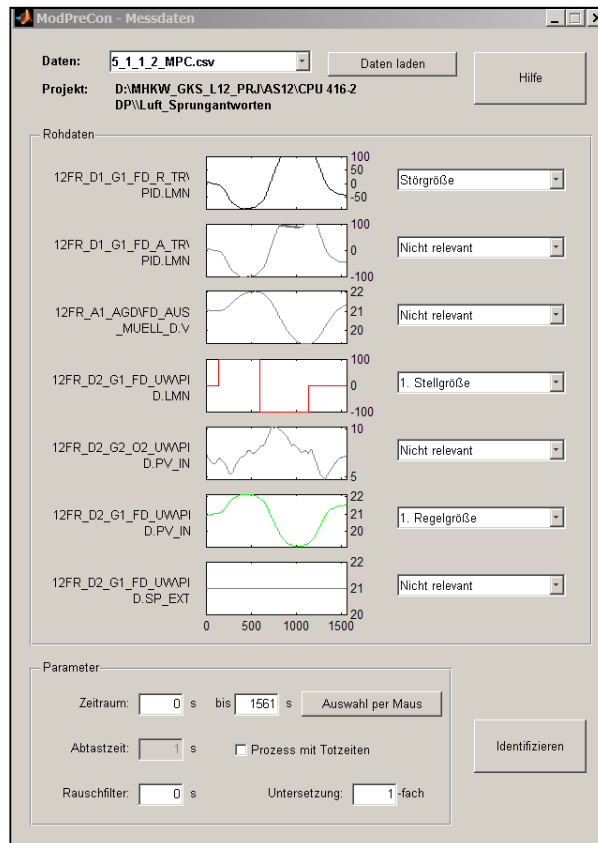 ModPreCon - Messdaten
Daten: 5_1_1_2_MPC.csv Daten laden Hilfe
Projekt: D:\MHKW_GKS_L12_PRJ\AS12\CPU 416-2
DP\\Luft_Sprungantworten
Rohdaten
12FR_D1_G1_FD_R_TR\
PID.LMN
100
50
0
-50
Störgröße
12FR_D1_G1_FD_A_TR\
PID.LMN
100
0
-100
Nicht relevant
12FR_A1_AGD\FD_AUS
_MUELL_D.V
22
21
20
Nicht relevant
12FR_D2_G1_FD_UW\PI
D.LMN
100
0
-100
1. Stellgröße
12FR_D2_G2_O2_UW\PI
D.PV_IN
10
5
Nicht relevant
12FR_D2_G1_FD_UW\PI
D.PV_IN
22
21
20
1. Regelgröße
12FR_D2_G1_FD_UW\PI
D.SP_EXT
22
21
20
Nicht relevant
0 500 1000 1500
Parameter
Zeitraum: 0 s bis 1561 s Auswahl per Maus
Abtastzeit: 1 s Prozess mit Totzeiten
Identifizieren
Rauschfilter: 0 s Untersetzung: 1 -fach